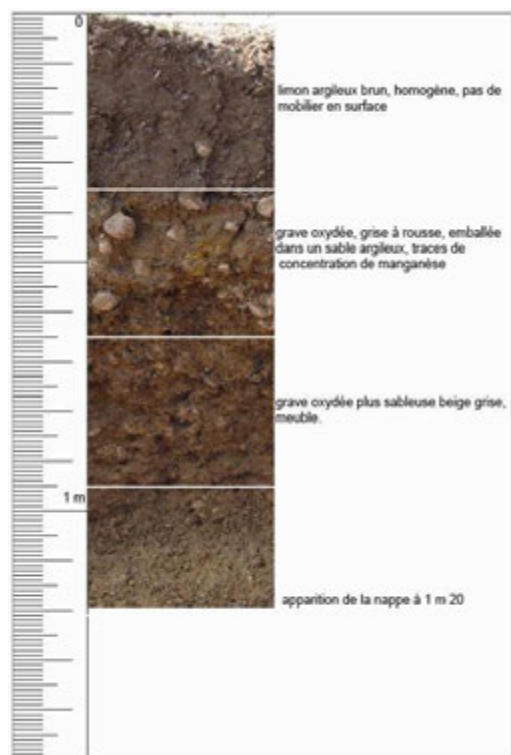 0
limon argileux brun, homogène, pas de
mobilier en surface
grave oxydée, grise à rousse, emballée
dans un sable argileux, traces de
concentration de manganèse
grave oxydée plus sableuse beige grise,
meuble.
1 m
apparition de la nappe à 1 m 20